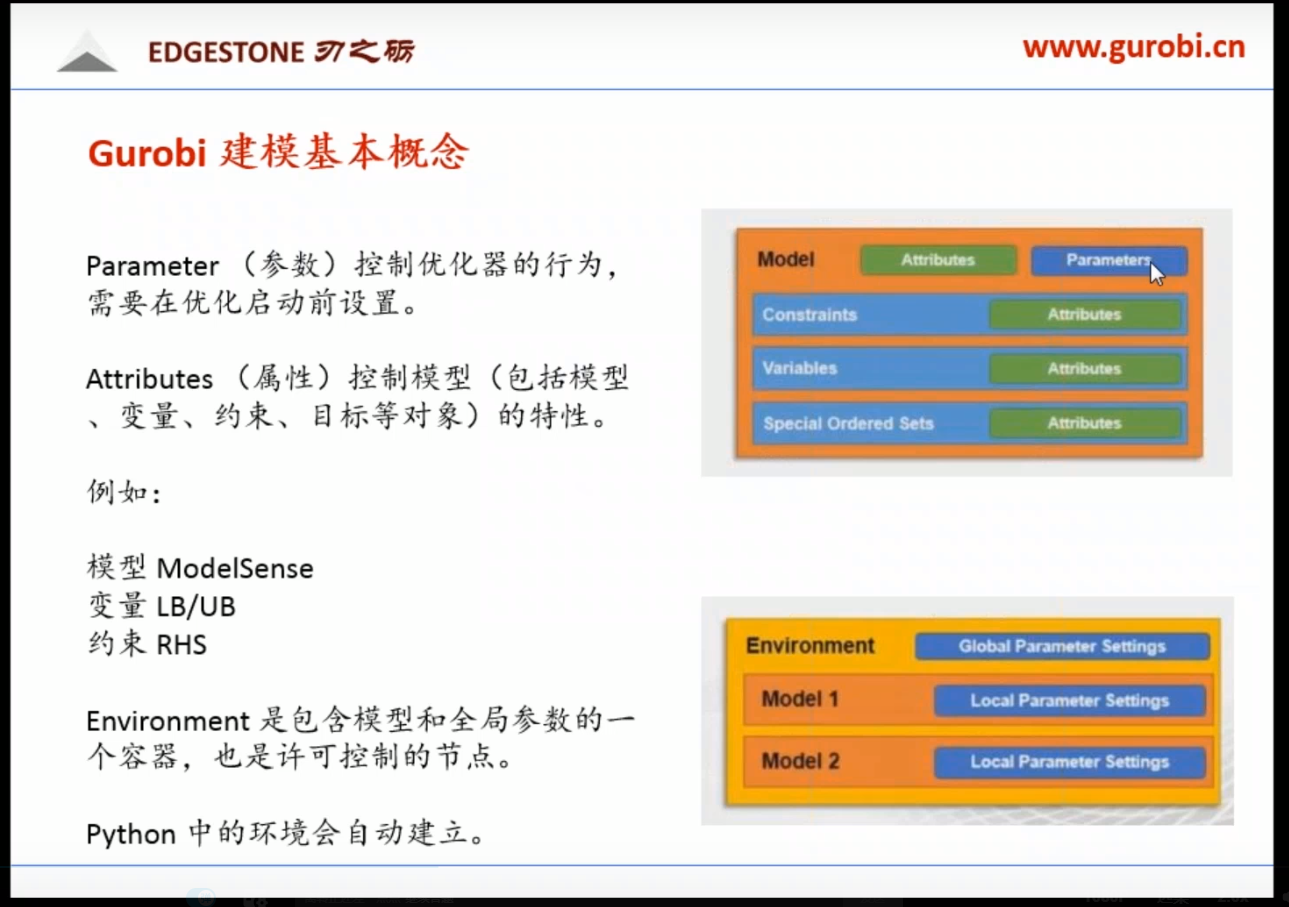 EDGESTONE 刃之砺
www.gurobi.cn
Gurobi 建模基本概念
Parameter （参数）控制优化器的行为，
需要在优化启动前设置。
Attributes （属性）控制模型（包括模型
、变量、约束、目标等对象）的特性。
例如：
模型 ModelSense
变量 LB/UB
约束 RHS
Environment 是包含模型和全局参数的一
个容器，也是许可控制的节点。
Python 中的环境会自动建立。
Model Attributes Parameters
Constraints Attributes
Variables Attributes
Special Ordered Sets Attributes
Environment Global Parameter Settings
Model 1 Local Parameter Settings
Model 2 Local Parameter Settings